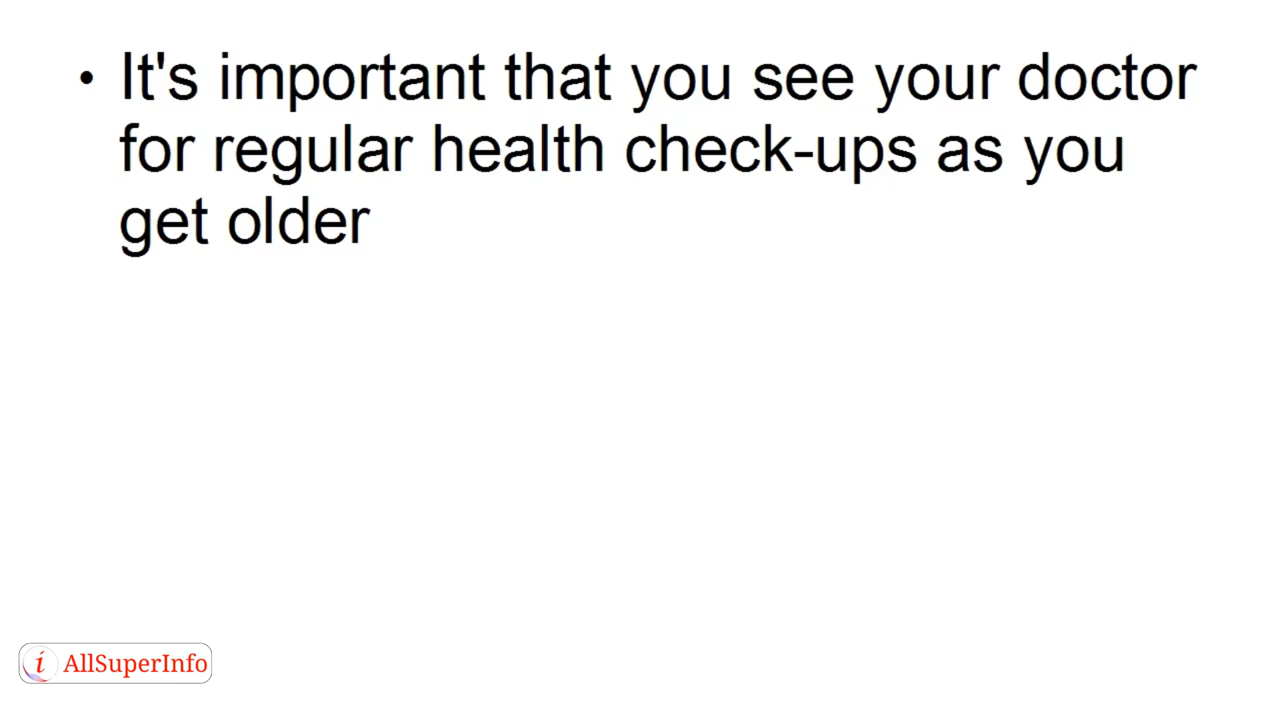 • It's important that you see your doctor
for regular health check-ups as you
get older
i AllSuperInfo